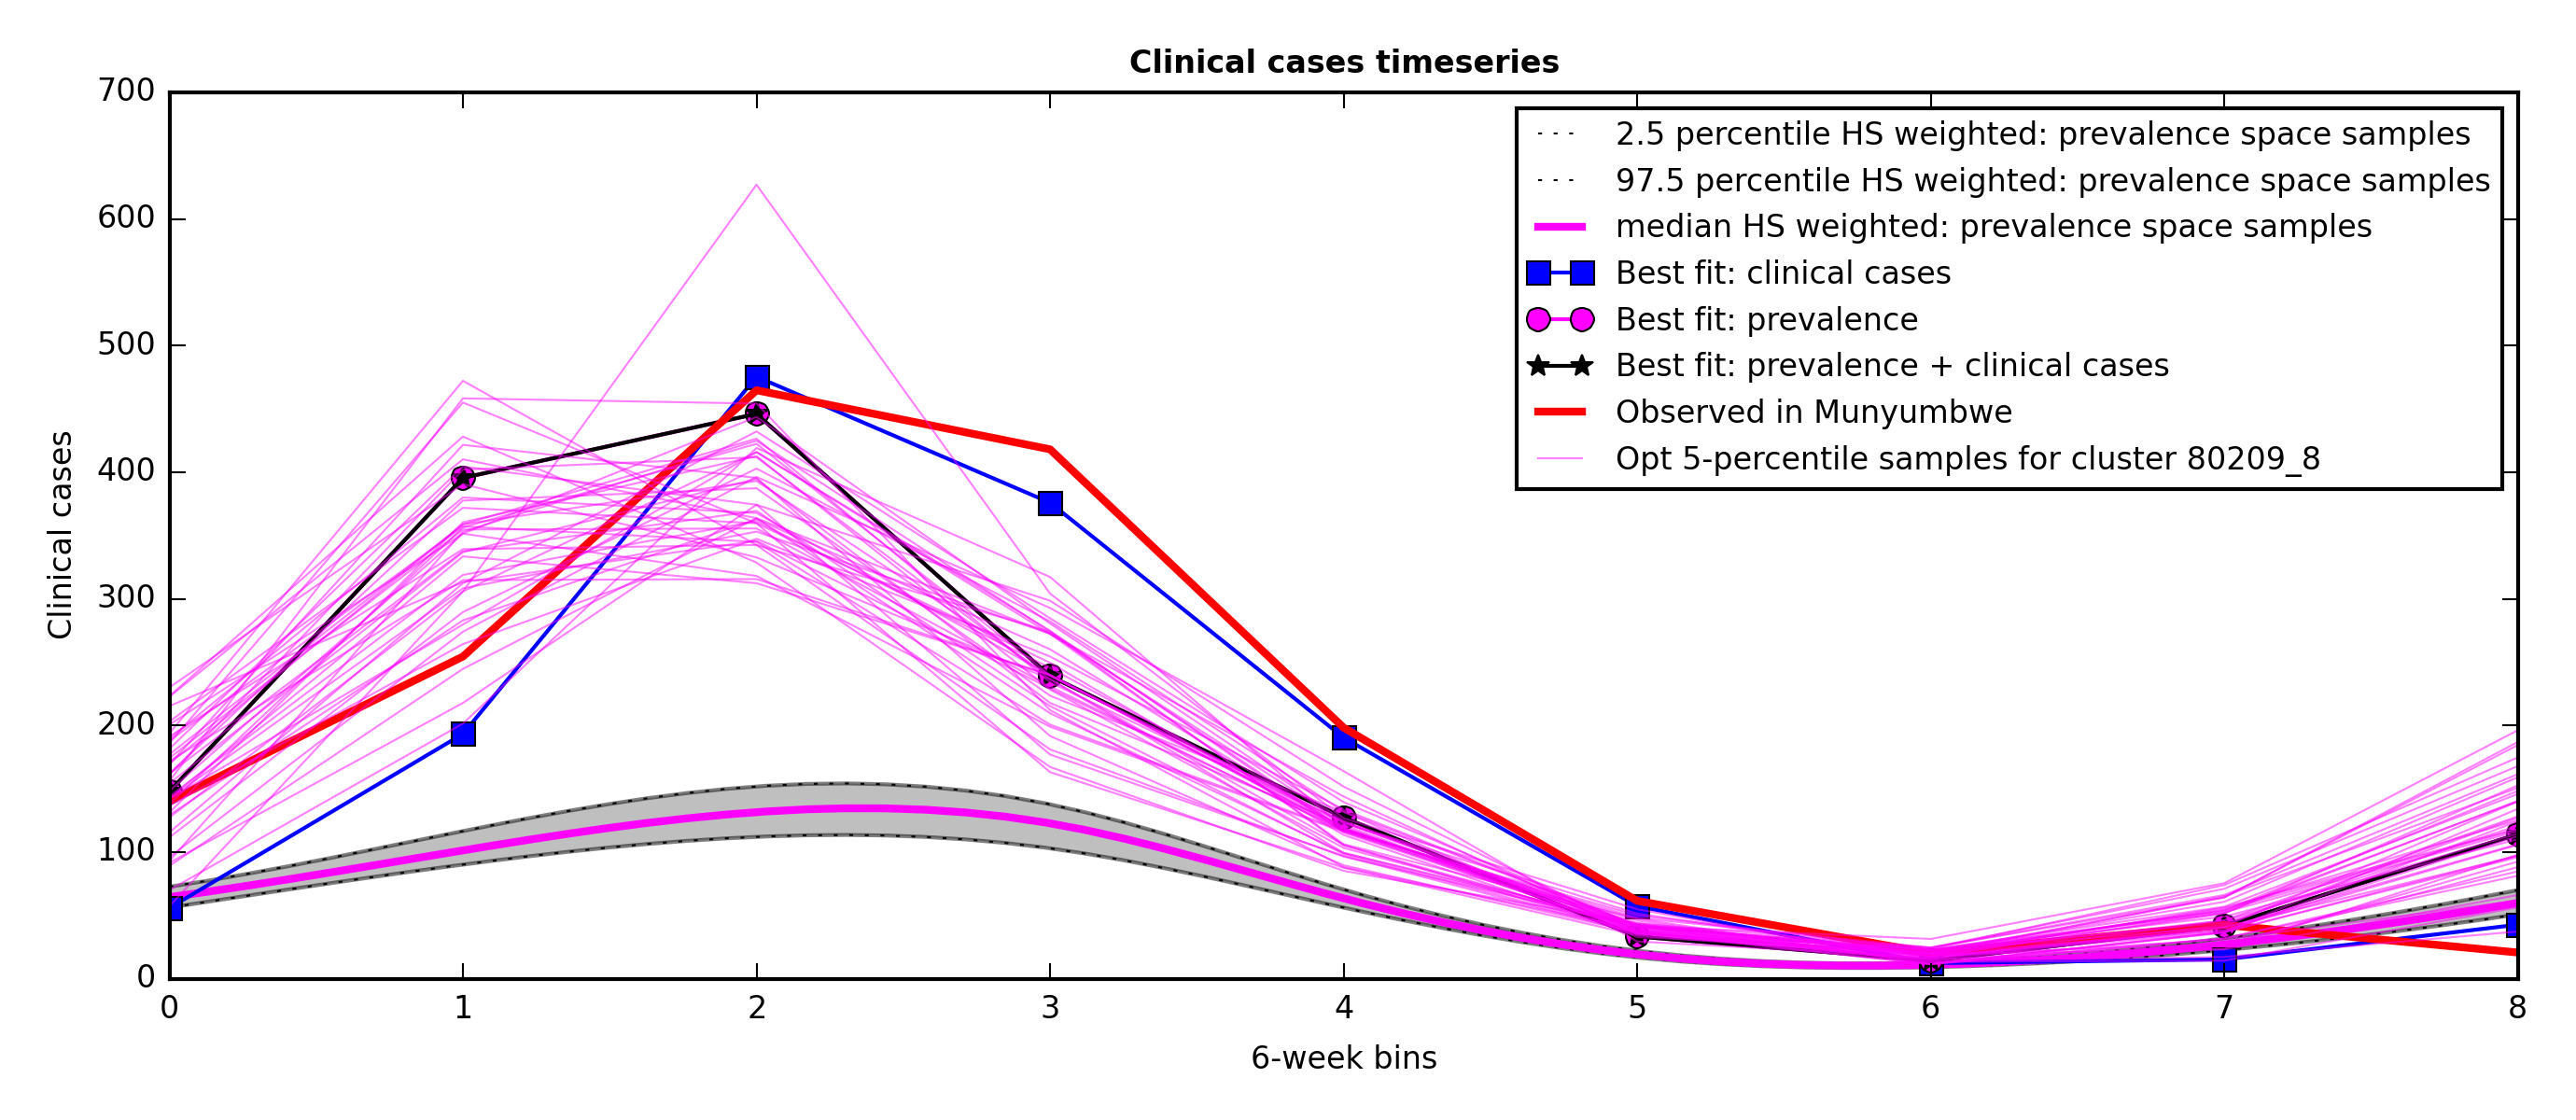 Clinical cases timeseries
700
600
500
400
300
200
100
0
Clinical cases
2.5 percentile HS weighted: prevalence space samples
97.5 percentile HS weighted: prevalence space samples
median HS weighted: prevalence space samples
Best fit: clinical cases
Best fit: prevalence
Best fit: prevalence + clinical cases
Observed in Munyumbwe
Opt 5-percentile samples for cluster 80209_8
0 1 2 3 4 5 6 7 8
6-week bins